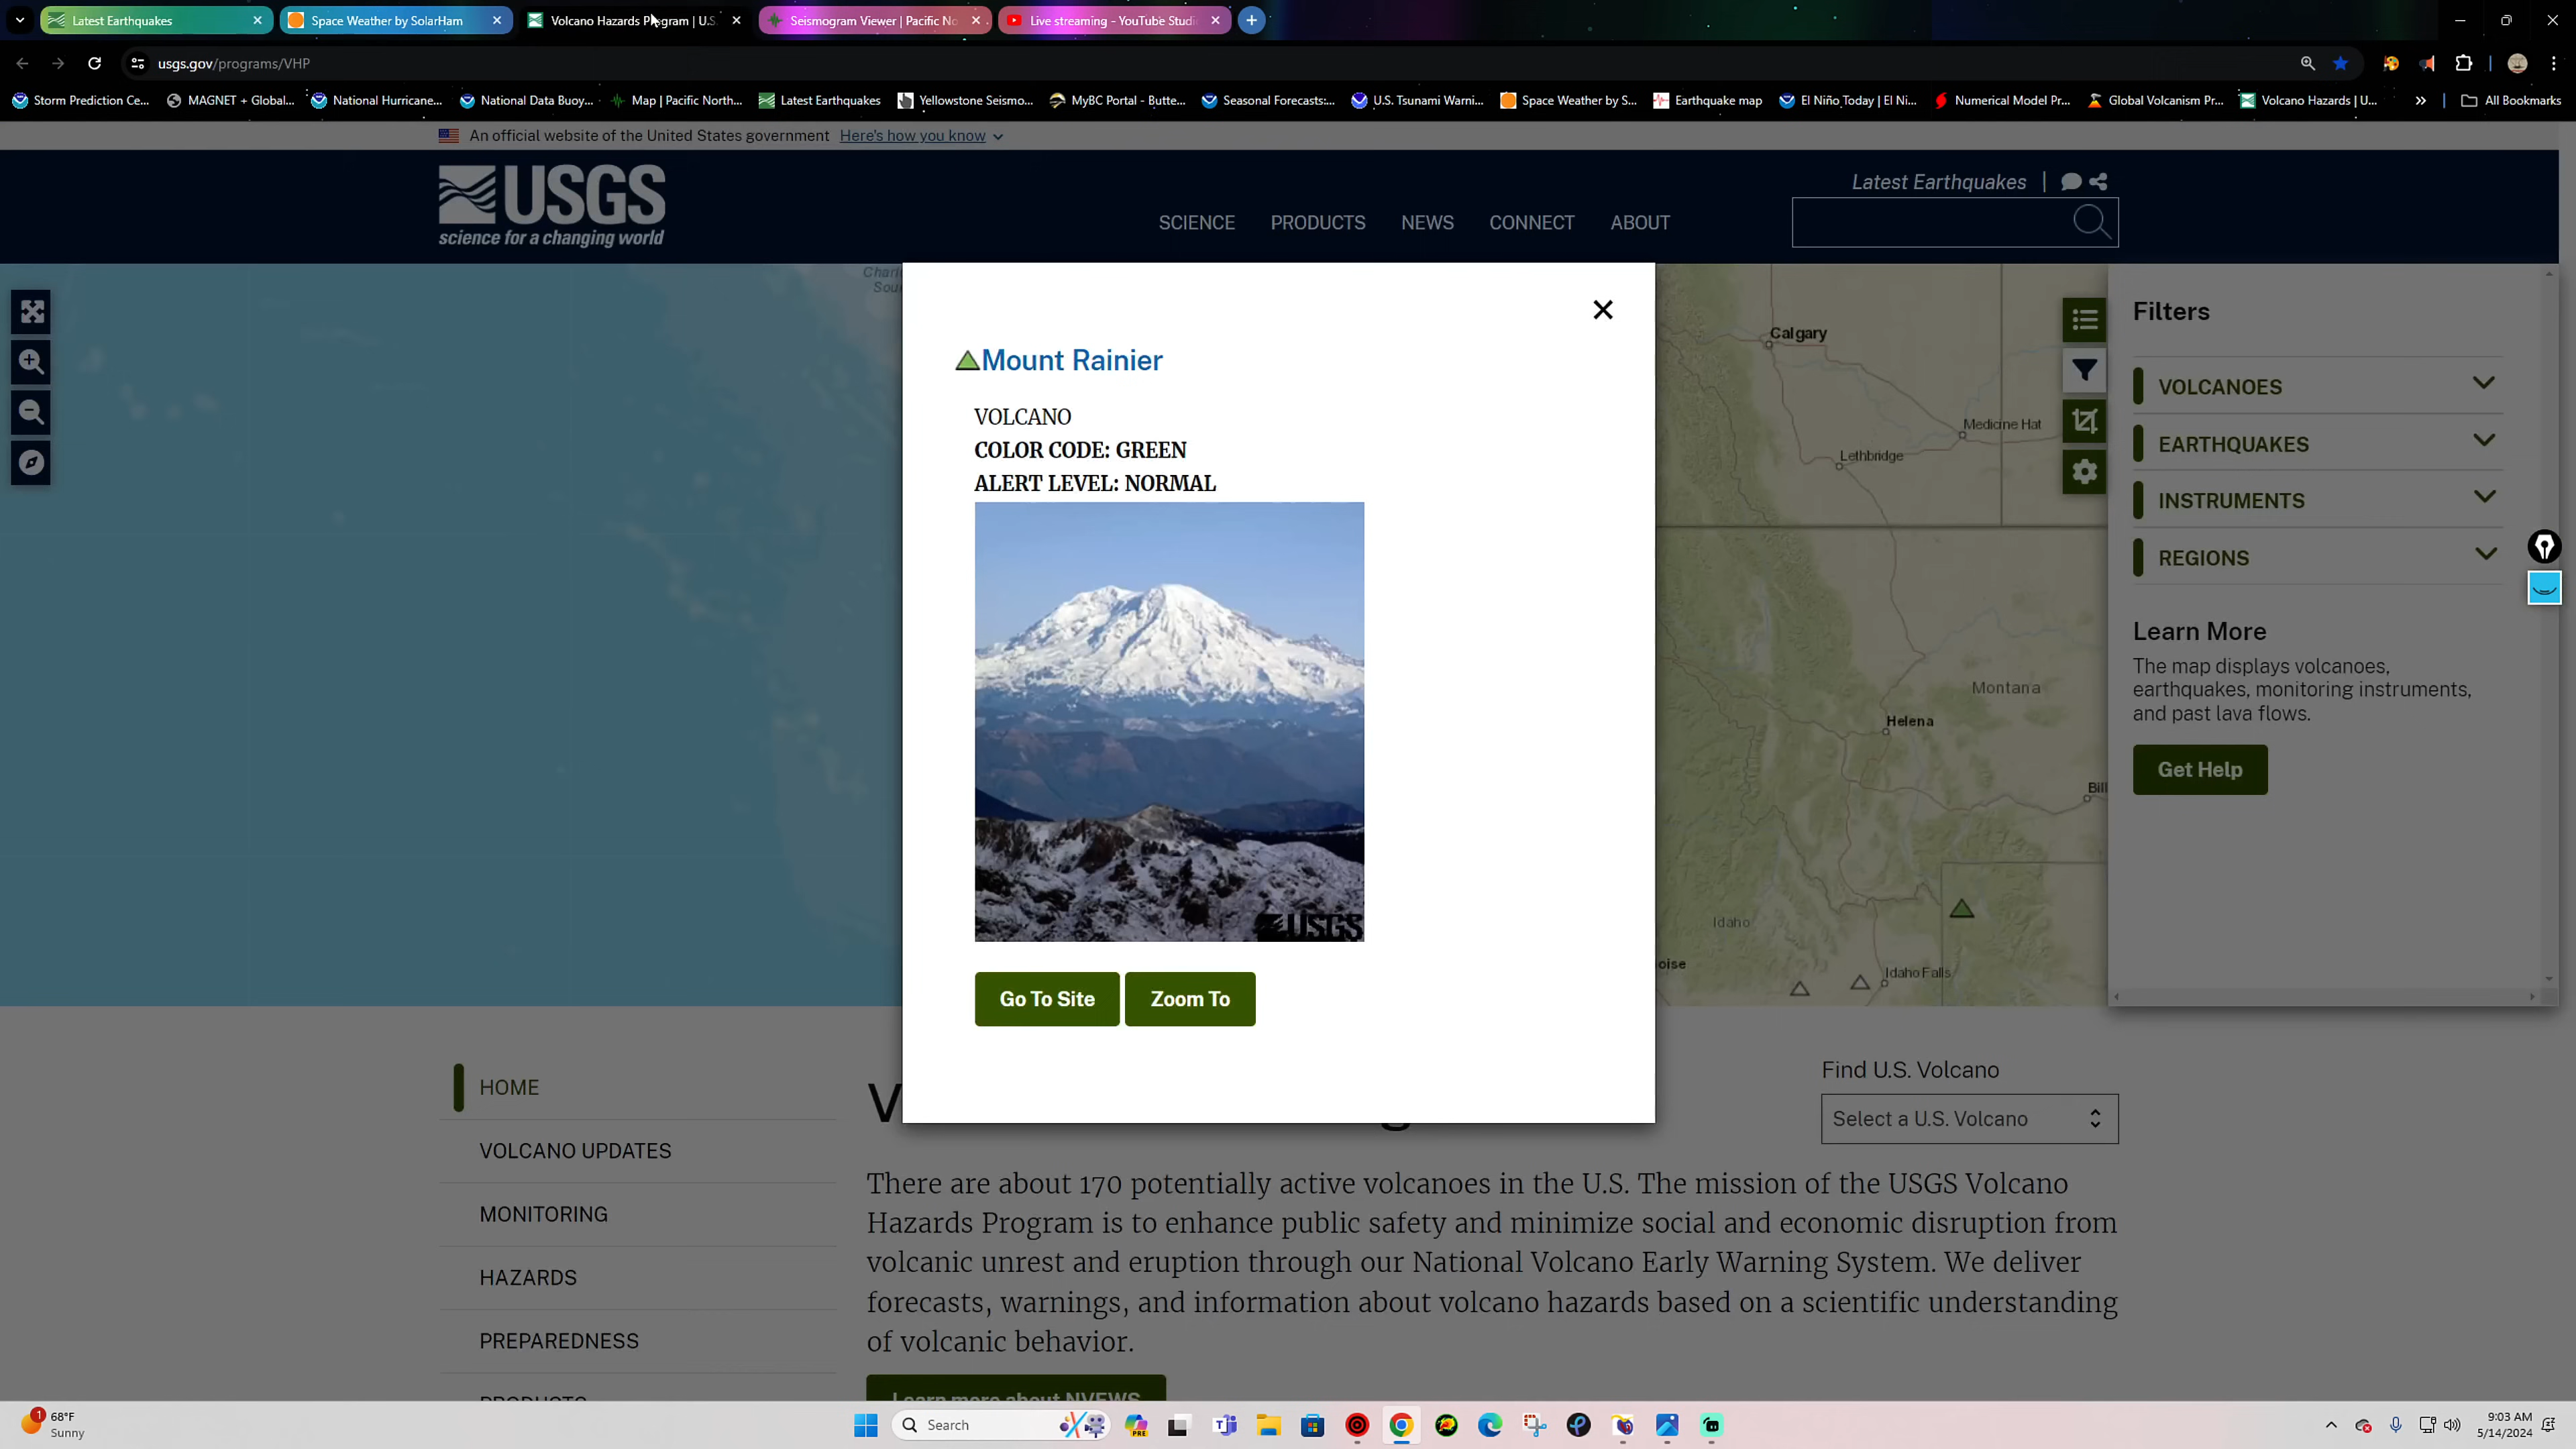 Latest Earthquakes
Space Weather by SolarHam
Volcano Hazards Program | U.S.
Seismogram Viewer | Pacific No
Live streaming - YouTube Studi
usgs.gov/programs/VHP
Storm Prediction Ce...
MAGNET + Global...
National Hurricane...
National Data Buoy...
Map | Pacific North...
Latest Earthquakes
Yellowstone Seismo...
MyBC Portal - Butte...
Seasonal Forecasts:...
U.S. Tsunami Warni...
Space Weather by S...
Earthquake map
El Niño Today | El Ni...
Numerical Model Pr...
Global Volcanism Pr...
Volcano Hazards | U...
All Bookmarks
An official website of the United States government Here's how you know
USGS
science for a changing world
Latest Earthquakes
SCIENCE PRODUCTS NEWS CONNECT ABOUT
Mount Rainier
VOLCANO
COLOR CODE: GREEN
ALERT LEVEL: NORMAL
USGS
Go To Site
Zoom To
Calgary
Medicine Hat
Lethbridge
Montana
Helena
Bill
Idaho
oise
Idaho Falls
Filters
VOLCANOES
EARTHQUAKES
INSTRUMENTS
REGIONS
Learn More
The map displays volcanoes,
earthquakes, monitoring instruments,
and past lava flows.
Get Help
HOME
VOLCANO UPDATES
MONITORING
HAZARDS
PREPAREDNESS
Find U.S. Volcano
Select a U.S. Volcano
There are about 170 potentially active volcanoes in the U.S. The mission of the USGS Volcano
Hazards Program is to enhance public safety and minimize social and economic disruption from
volcanic unrest and eruption through our National Volcano Early Warning System. We deliver
forecasts, warnings, and information about volcano hazards based on a scientific understanding
of volcanic behavior.
Learn more about NVEWS
1
68°F
Sunny
Search
PRE
9:03 AM
5/14/2024